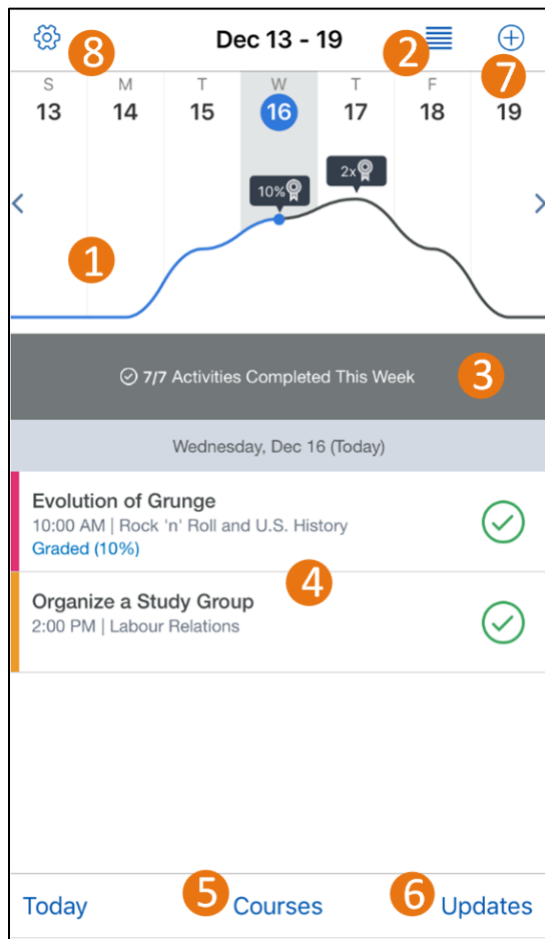 8 Dec 13 - 19 2 7
S M T W T F S
13 14 15 16 17 18 19
2x
10%
1
7/7 Activities Completed This Week 3
Wednesday, Dec 16 (Today)
Evolution of Grunge
10:00 AM | Rock 'n' Roll and U.S. History
Graded (10%)
4
Organize a Study Group
2:00 PM | Labour Relations
Today 5 Courses 6 Updates